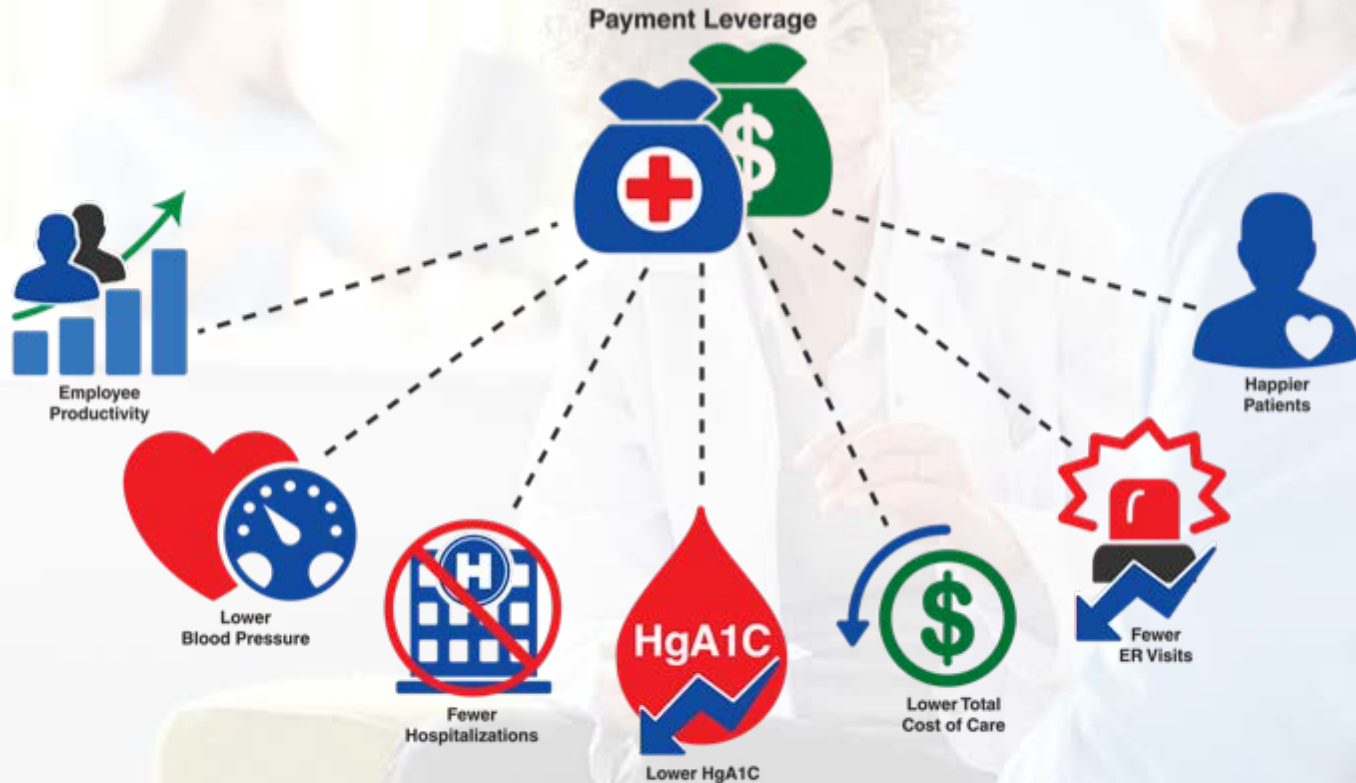 Payment Leverage
$
Employee
Productivity
Happier
Patients
Lower
Blood Pressure
H
Fewer
Hospitalizations
HgA1C
Lower HgA1C
$
Lower Total
Cost of Care
Fewer
ER Visits